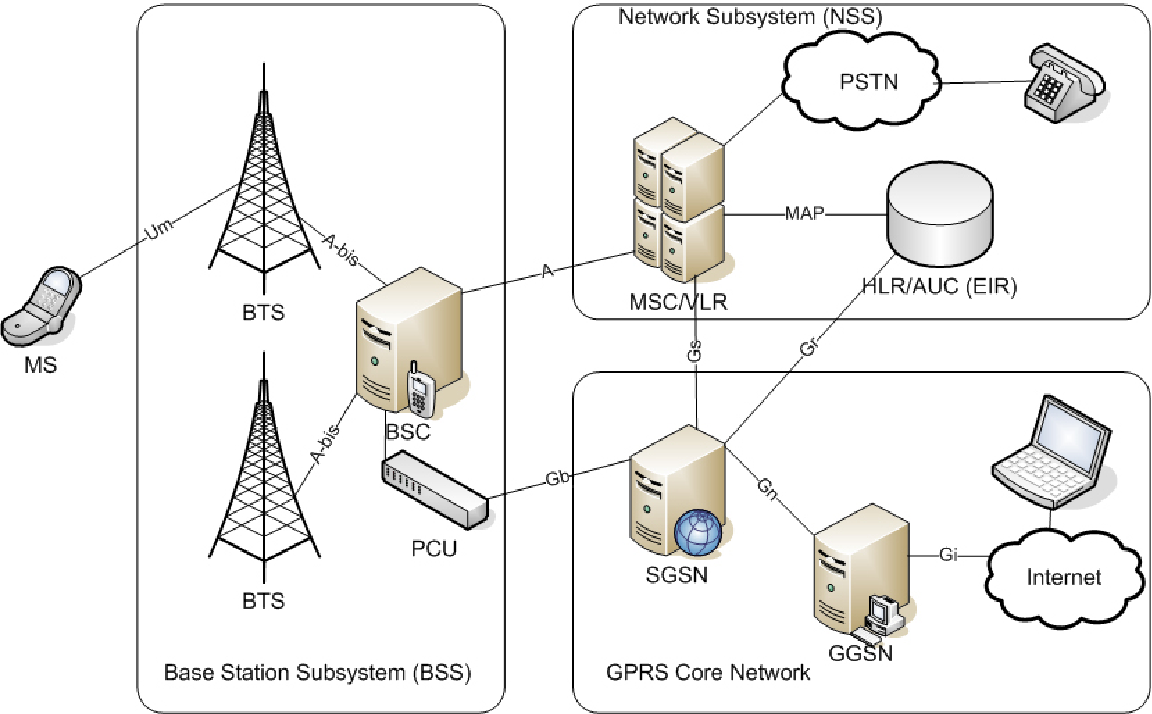 Network Subsystem (NSS)
PSTN
Um
A-bis
MAP
A
BTS
HLR/AUC (EIR)
MSC/VLR
MS
Gs
Gr
BSC
A-bis
Gb
Gn
PCU
Gi
SGSN
Internet
BTS
GGSN
Base Station Subsystem (BSS)
GPRS Core Network